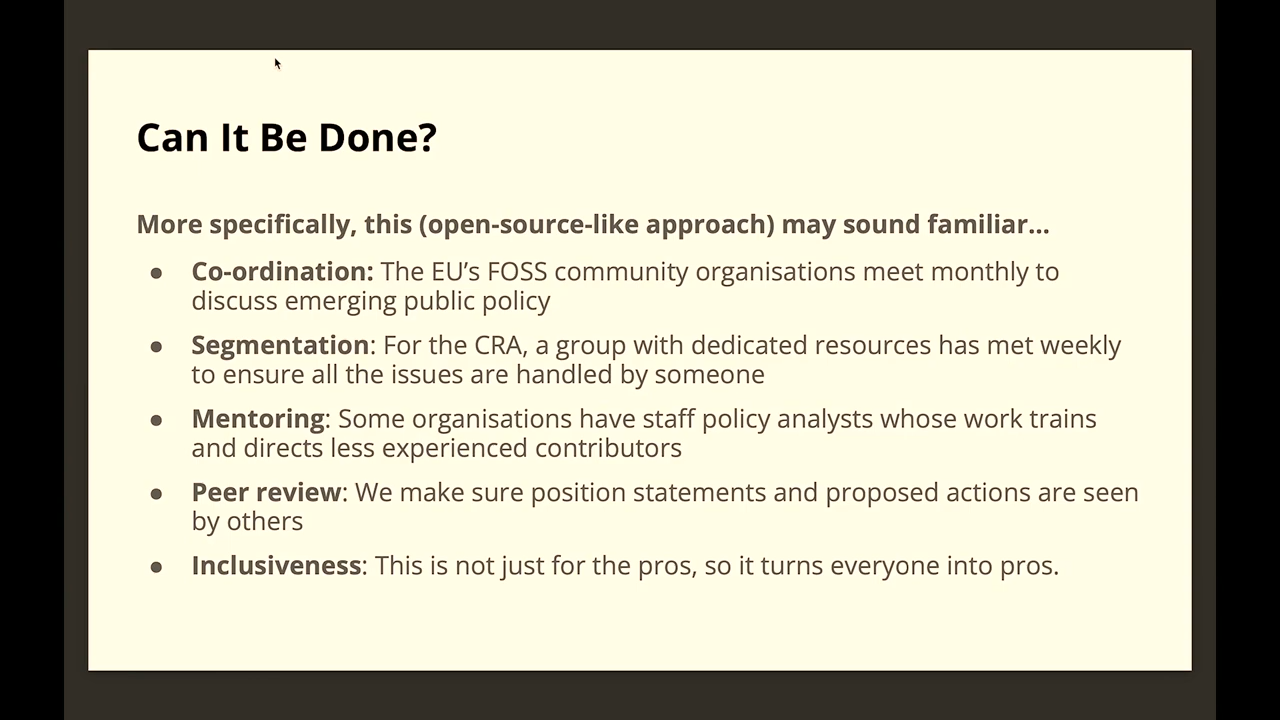 Can It Be Done?
More specifically, this (open-source-like approach) may sound familiar...
● Co-ordination: The EU’s FOSS community organisations meet monthly to
discuss emerging public policy
● Segmentation: For the CRA, a group with dedicated resources has met weekly
to ensure all the issues are handled by someone
● Mentoring: Some organisations have staff policy analysts whose work trains
and directs less experienced contributors
● Peer review: We make sure position statements and proposed actions are seen
by others
● Inclusiveness: This is not just for the pros, so it turns everyone into pros.